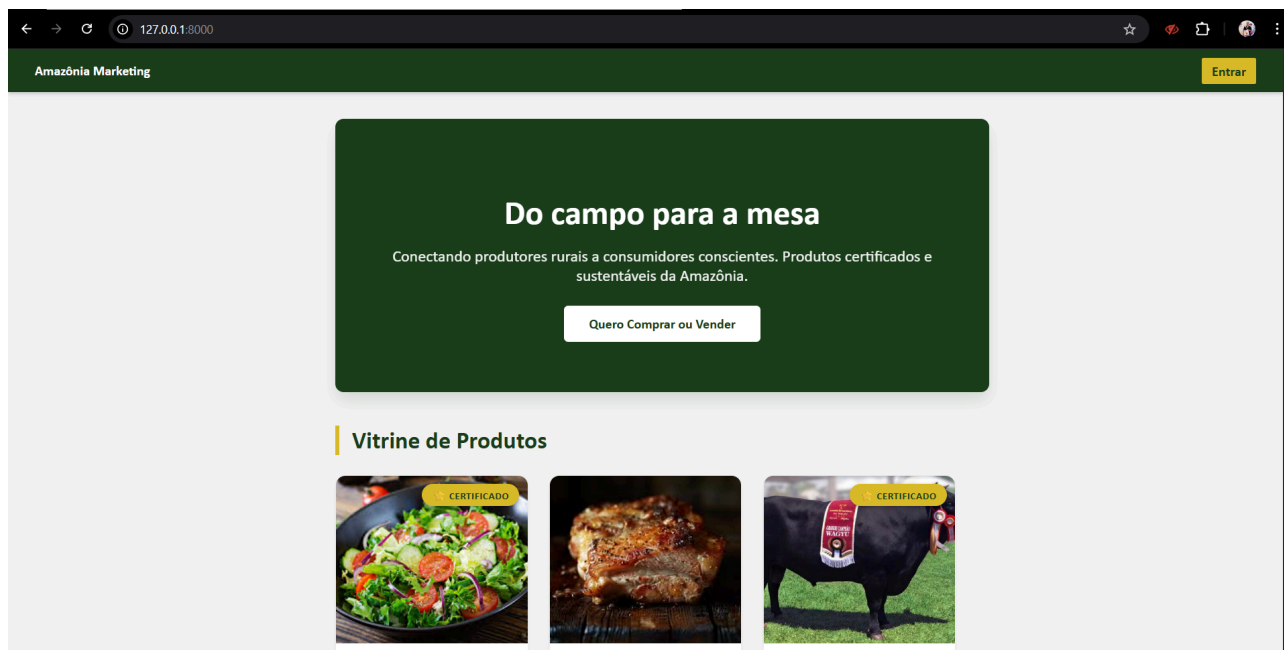 127.0.0.1:8000
Amazônia Marketing
Entrar
Do campo para a mesa
Conectando produtores rurais a consumidores conscientes. Produtos certificados e
sustentáveis da Amazônia.
Quero Comprar ou Vender
Vitrine de Produtos
CERTIFICADO
CERTIFICADO
WAGYU